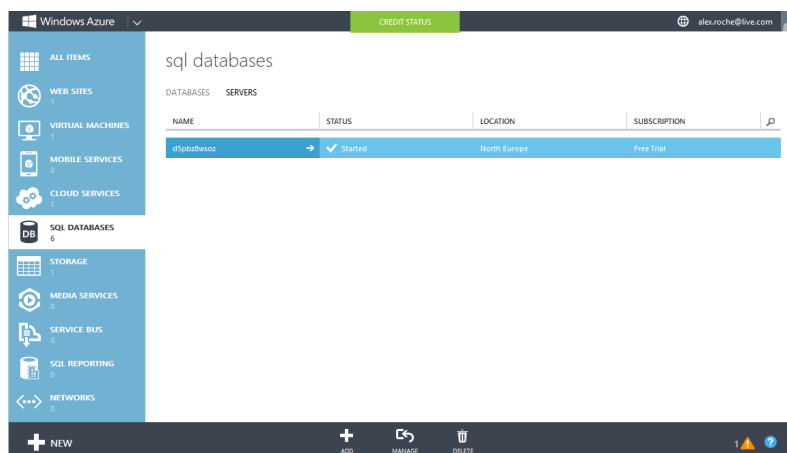 Windows Azure
CREDIT STATUS
alex.roche@live.com
ALL ITEMS
WEB SITES
1
VIRTUAL MACHINES
1
MOBILE SERVICES
0
CLOUD SERVICES
1
DB
SQL DATABASES
6
STORAGE
1
MEDIA SERVICES
0
SERVICE BUS
0
SQL REPORTING
0
NETWORKS
0
sql databases
DATABASES SERVERS
NAME STATUS LOCATION SUBSCRIPTION
d5pbz8wsoz Started North Europe Free Trial
NEW
ADD MANAGE DELETE
1 ?